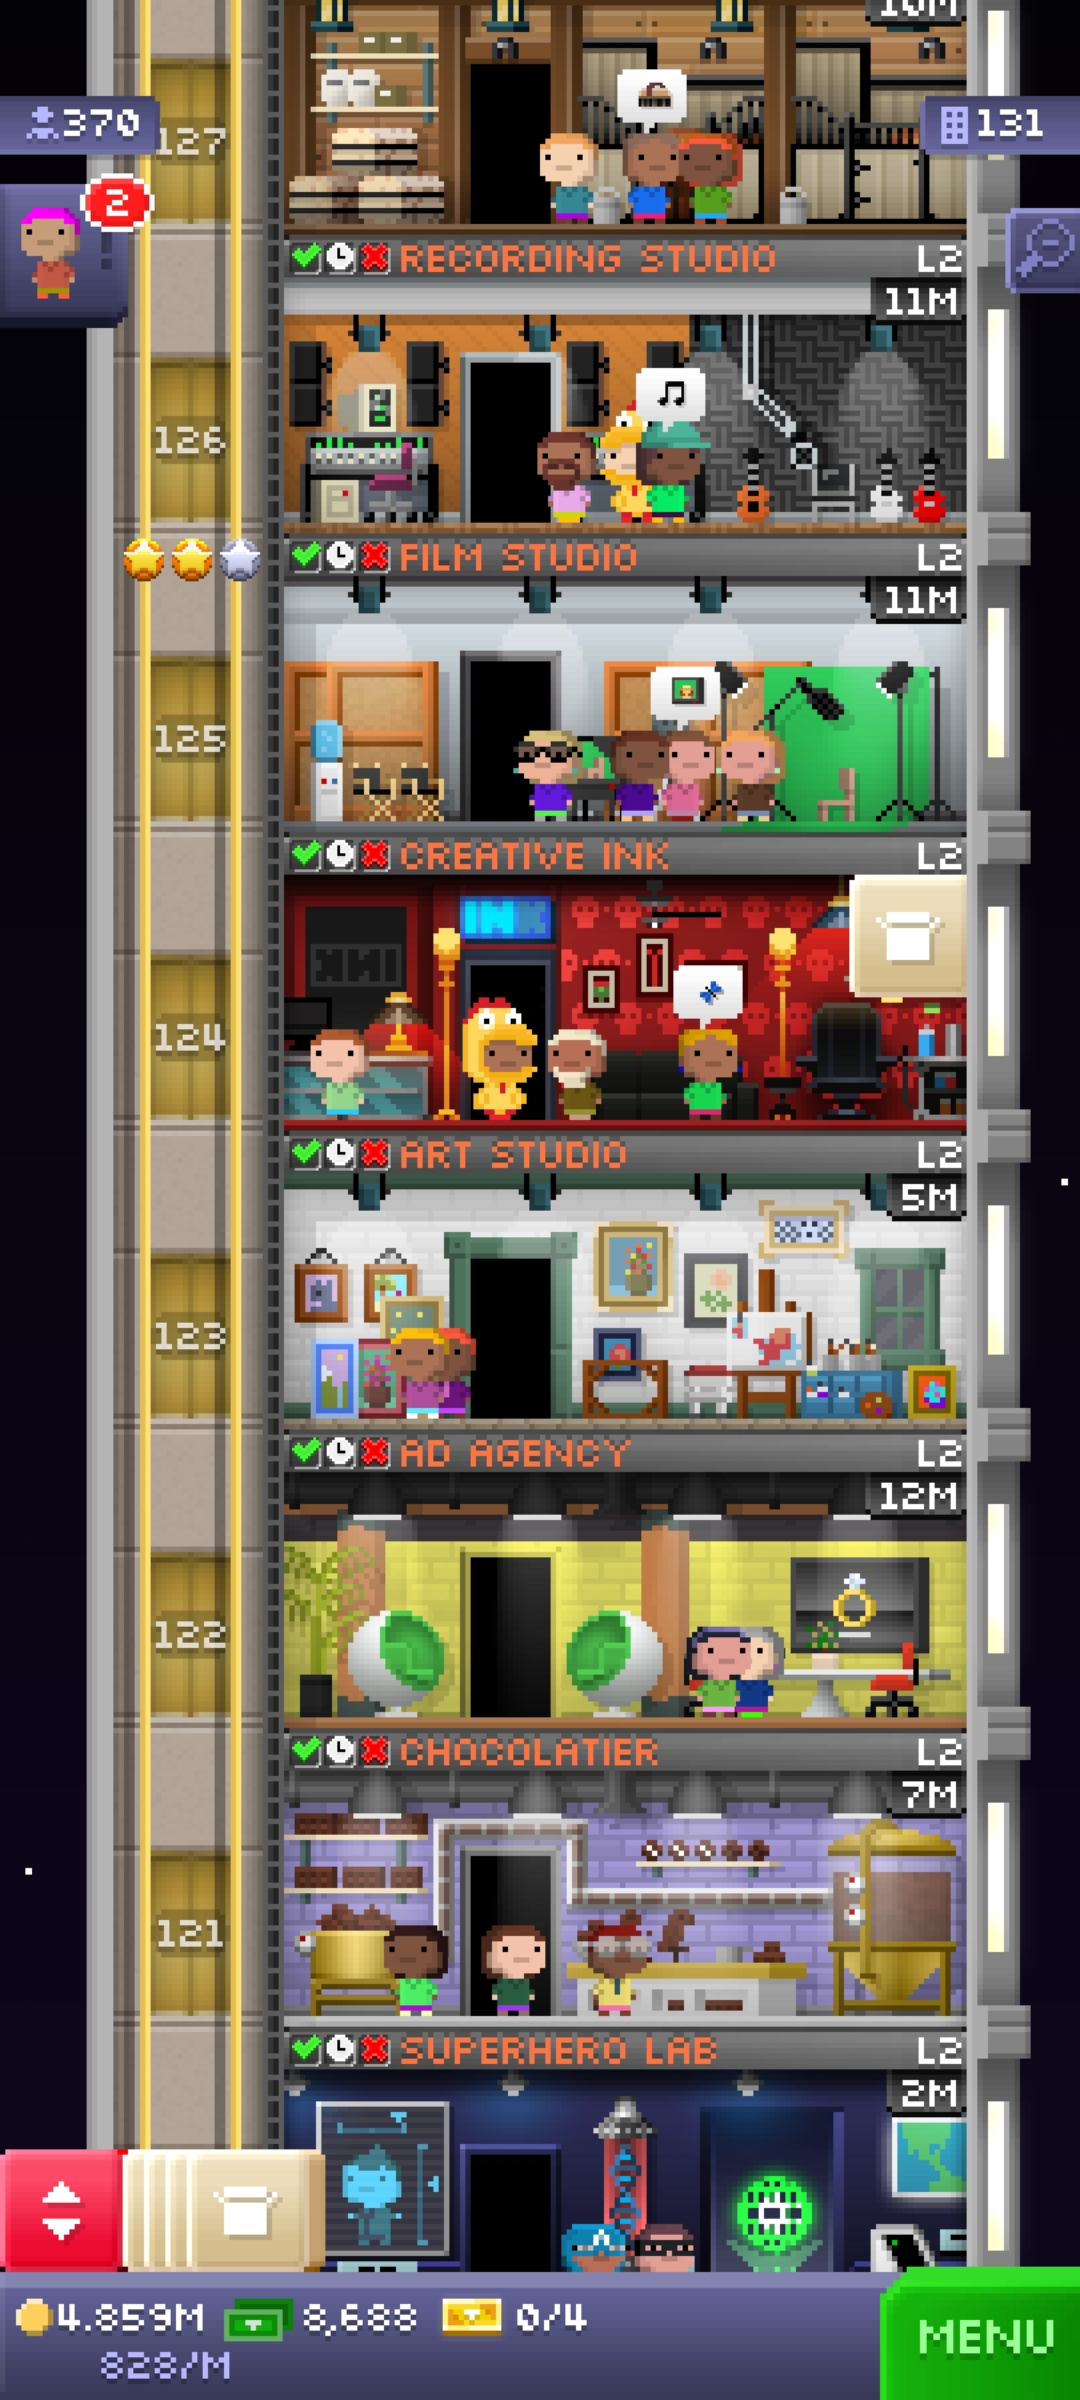 10M
370
127
131
2
RECORDING STUDIO L2
11M
126
FILM STUDIO L2
11M
125
CREATIVE INK L2
INK
124
ART STUDIO L2
5M
123
AD AGENCY L2
12M
122
CHOCOLATIER L2
7M
121
SUPERHERO LAB L2
2M
4.859M 8,688 0/4
828/M
MENU